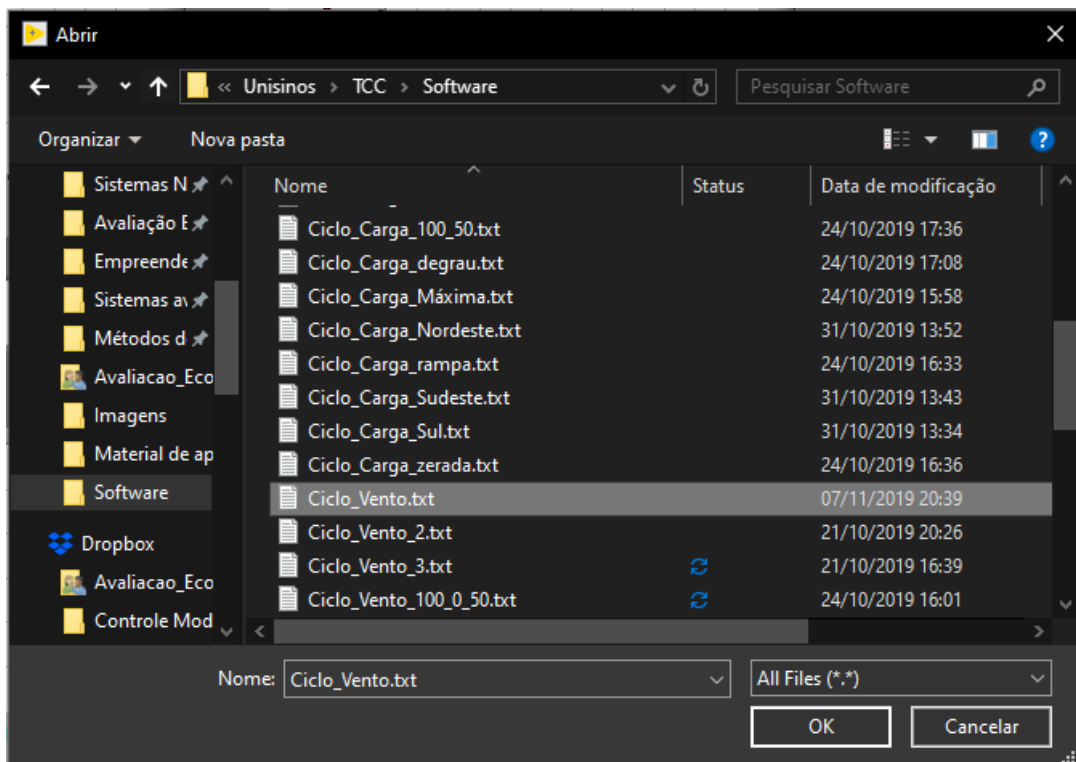 Abrir
« Unisinos > TCC > Software
Pesquisar Software
Organizar
Nova pasta
Sistemas N
Avaliação E
Empreende
Sistemas av
Métodos d
Avaliacao_Eco
Imagens
Material de ap
Software
Dropbox
Avaliacao_Eco
Controle Mod
Nome Status Data de modificação
Ciclo_Carga_100_50.txt 24/10/2019 17:36
Ciclo_Carga_degrau.txt 24/10/2019 17:08
Ciclo_Carga_Máxima.txt 24/10/2019 15:58
Ciclo_Carga_Nordeste.txt 31/10/2019 13:52
Ciclo_Carga_rampa.txt 24/10/2019 16:33
Ciclo_Carga_Sudeste.txt 31/10/2019 13:43
Ciclo_Carga_Sul.txt 31/10/2019 13:34
Ciclo_Carga_zerada.txt 24/10/2019 16:36
Ciclo_Vento.txt 07/11/2019 20:39
Ciclo_Vento_2.txt 21/10/2019 20:26
Ciclo_Vento_3.txt 21/10/2019 16:39
Ciclo_Vento_100_0_50.txt 24/10/2019 16:01
Nome: Ciclo_Vento.txt
All Files (*.*)
OK
Cancelar